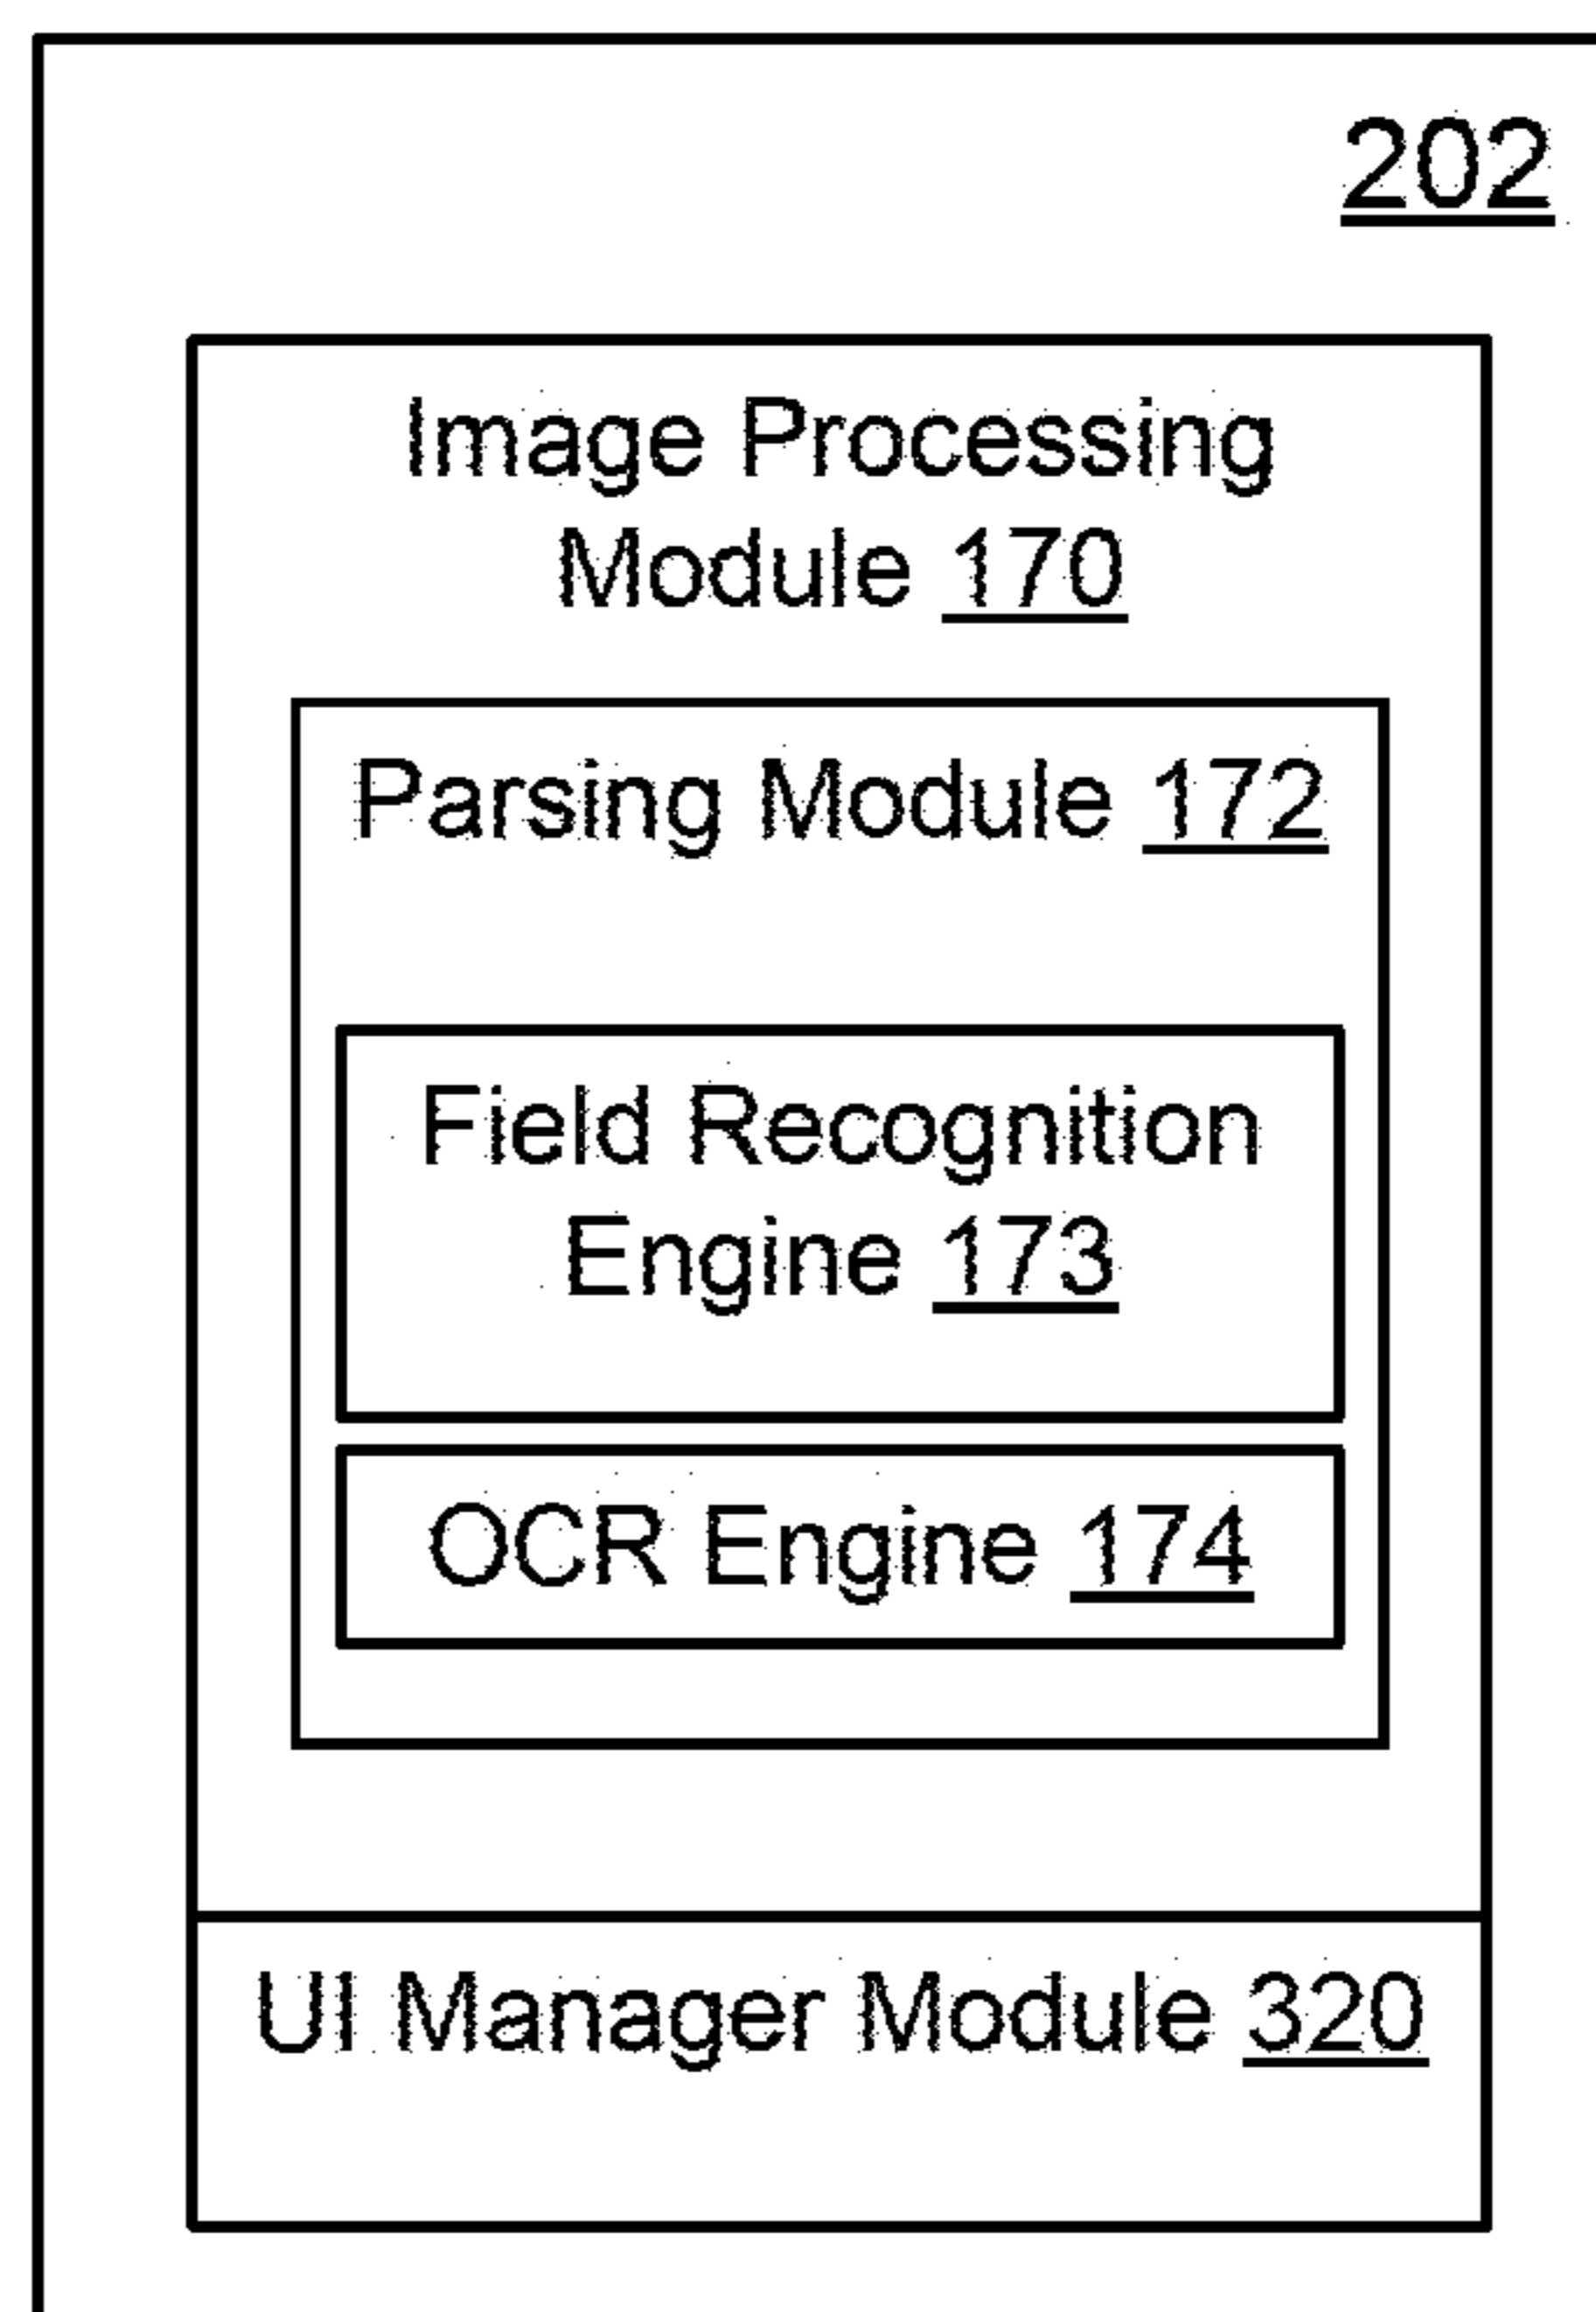 202
Image Processing
Module 170
Parsing Module 172
Field Recognition
Engine 173
OCR Engine 174
UI Manager Module 320